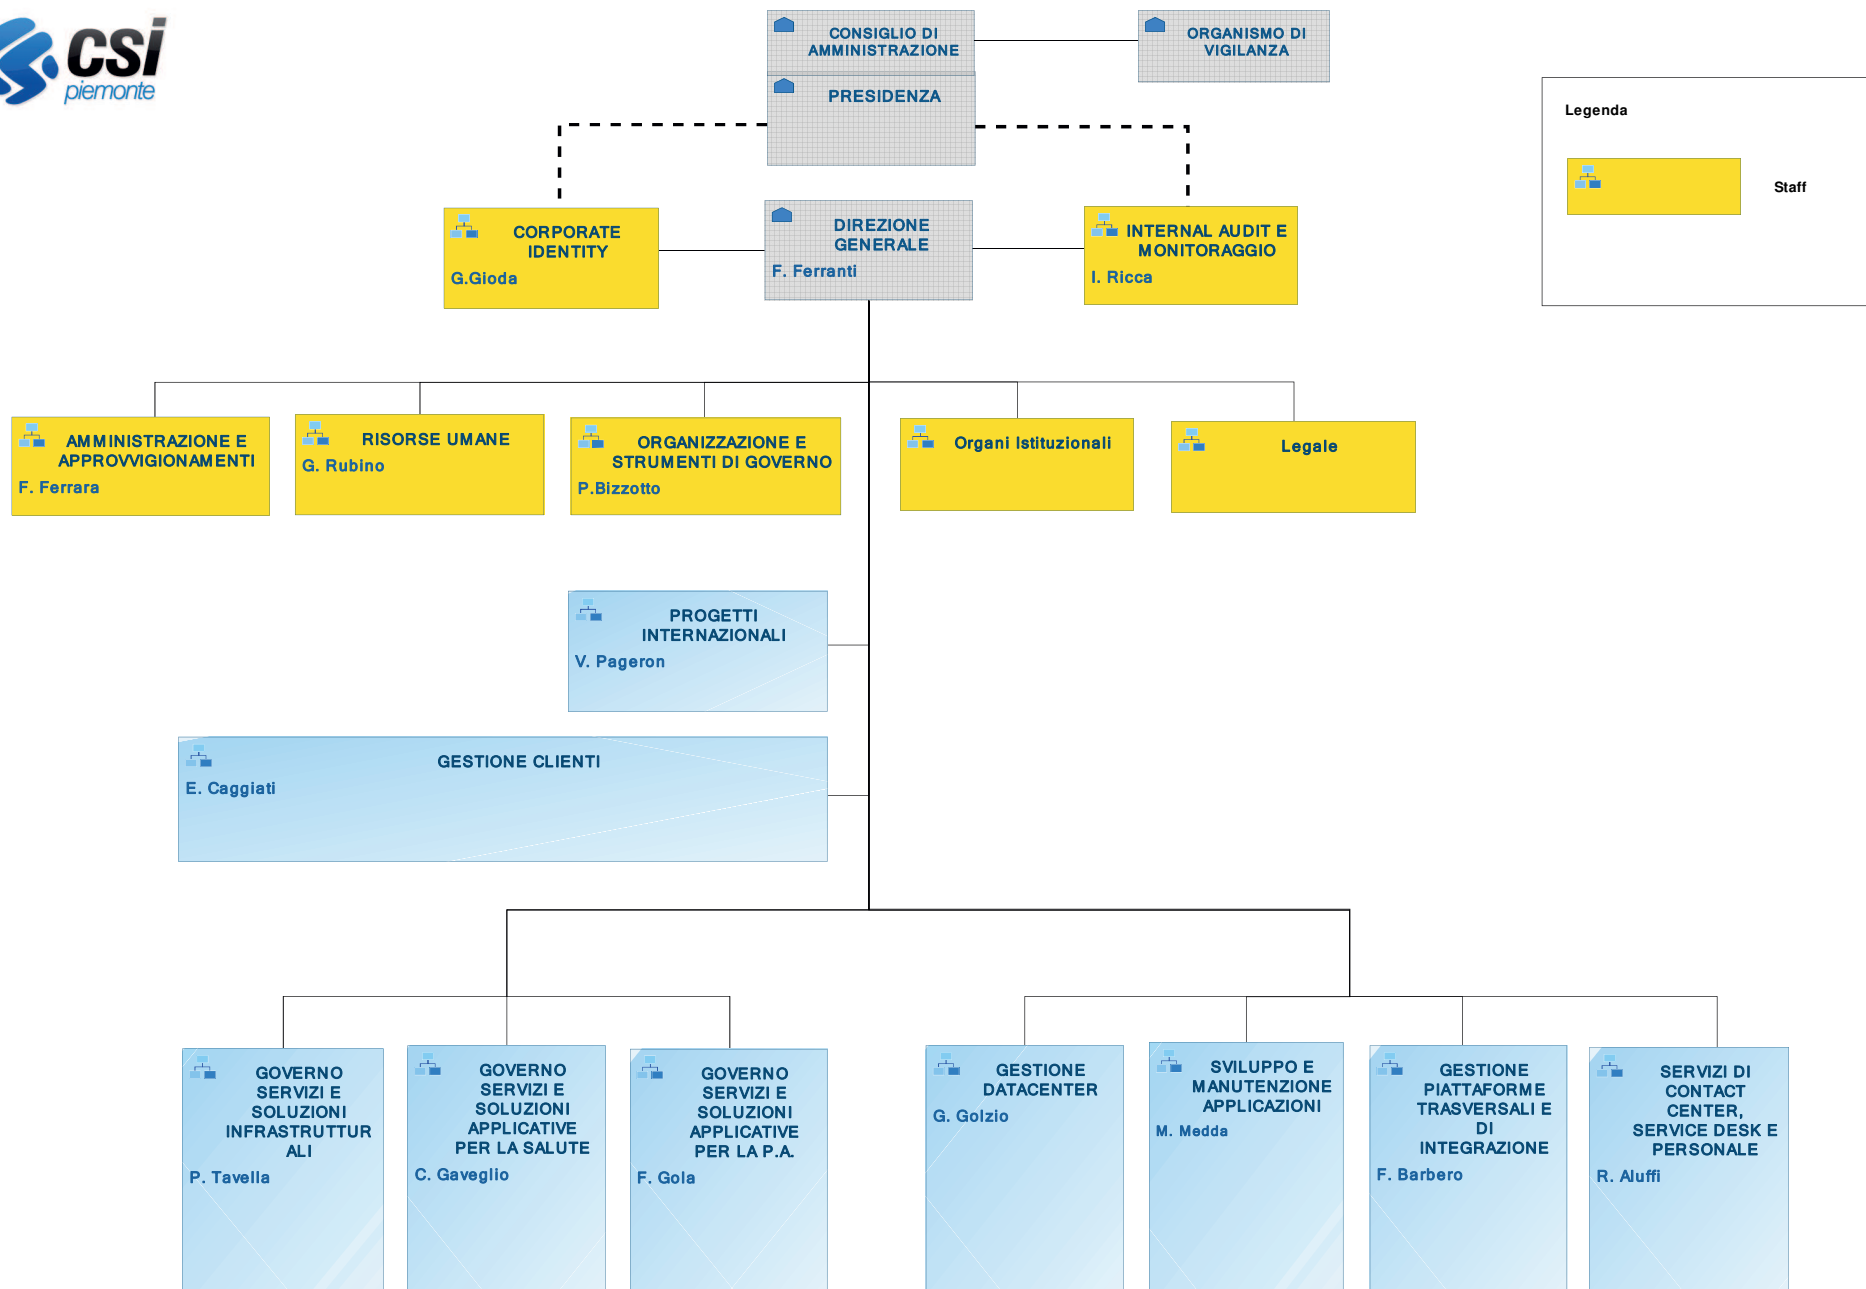 csi
piemonte
CONSIGLIO DI
AMMINISTRAZIONE
ORGANISMO DI
VIGILANZA
PRESIDENZA
Legenda
Staff
CORPORATE
IDENTITY
G.Gioda
DIREZIONE
GENERALE
F. Ferranti
INTERNAL AUDIT E
MONITORAGGIO
I. Ricca
AMMINISTRAZIONE E
APPROVVIGIONAMENTI
F. Ferrara
RISORSE UMANE
G. Rubino
ORGANIZZAZIONE E
STRUMENTI DI GOVERNO
P.Bizzotto
Organi Istituzionali
Legale
PROGETTI
INTERNAZIONALI
V. Pageron
GESTIONE CLIENTI
E. Caggiati
GOVERNO
SERVIZI E
SOLUZIONI
INFRASTRUTTUR
ALI
P. Tavella
GOVERNO
SERVIZI E
SOLUZIONI
APPLICATIVE
PER LA SALUTE
C. Gaveglio
GOVERNO
SERVIZI E
SOLUZIONI
APPLICATIVE
PER LA P.A.
F. Gola
GESTIONE
DATACENTER
G. Golzio
SVILUPPO E
MANUTENZIONE
APPLICAZIONI
M. Medda
GESTIONE
PIATTAFORME
TRASVERSALI E
DI
INTEGRAZIONE
F. Barbero
SERVIZI DI
CONTACT
CENTER,
SERVICE DESK E
PERSONALE
R. Aluffi